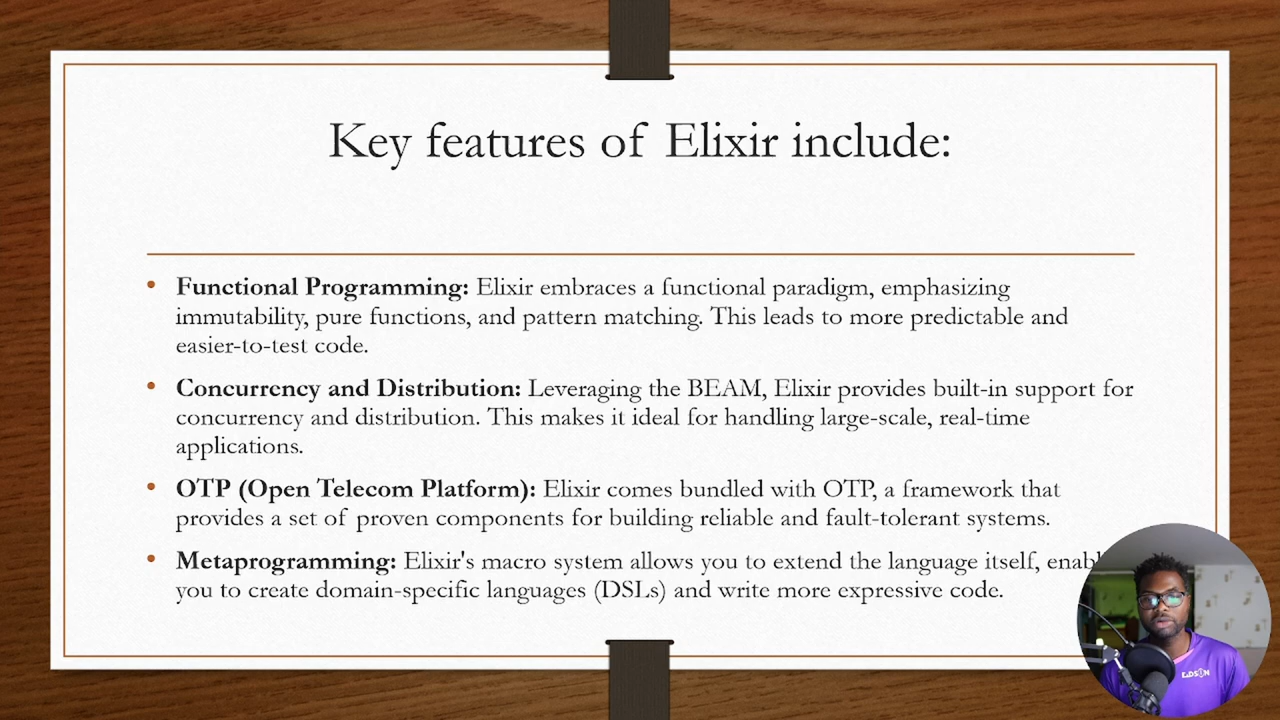 Key features of Elixir include:
• Functional Programming: Elixir embraces a functional paradigm, emphasizing
immutability, pure functions, and pattern matching. This leads to more predictable and
easier-to-test code.
• Concurrency and Distribution: Leveraging the BEAM, Elixir provides built-in support for
concurrency and distribution. This makes it ideal for handling large-scale, real-time
applications.
• OTP (Open Telecom Platform): Elixir comes bundled with OTP, a framework that
provides a set of proven components for building reliable and fault-tolerant systems.
• Metaprogramming: Elixir's macro system allows you to extend the language itself,
you to create domain-specific languages (DSLs) and write more expressive code.